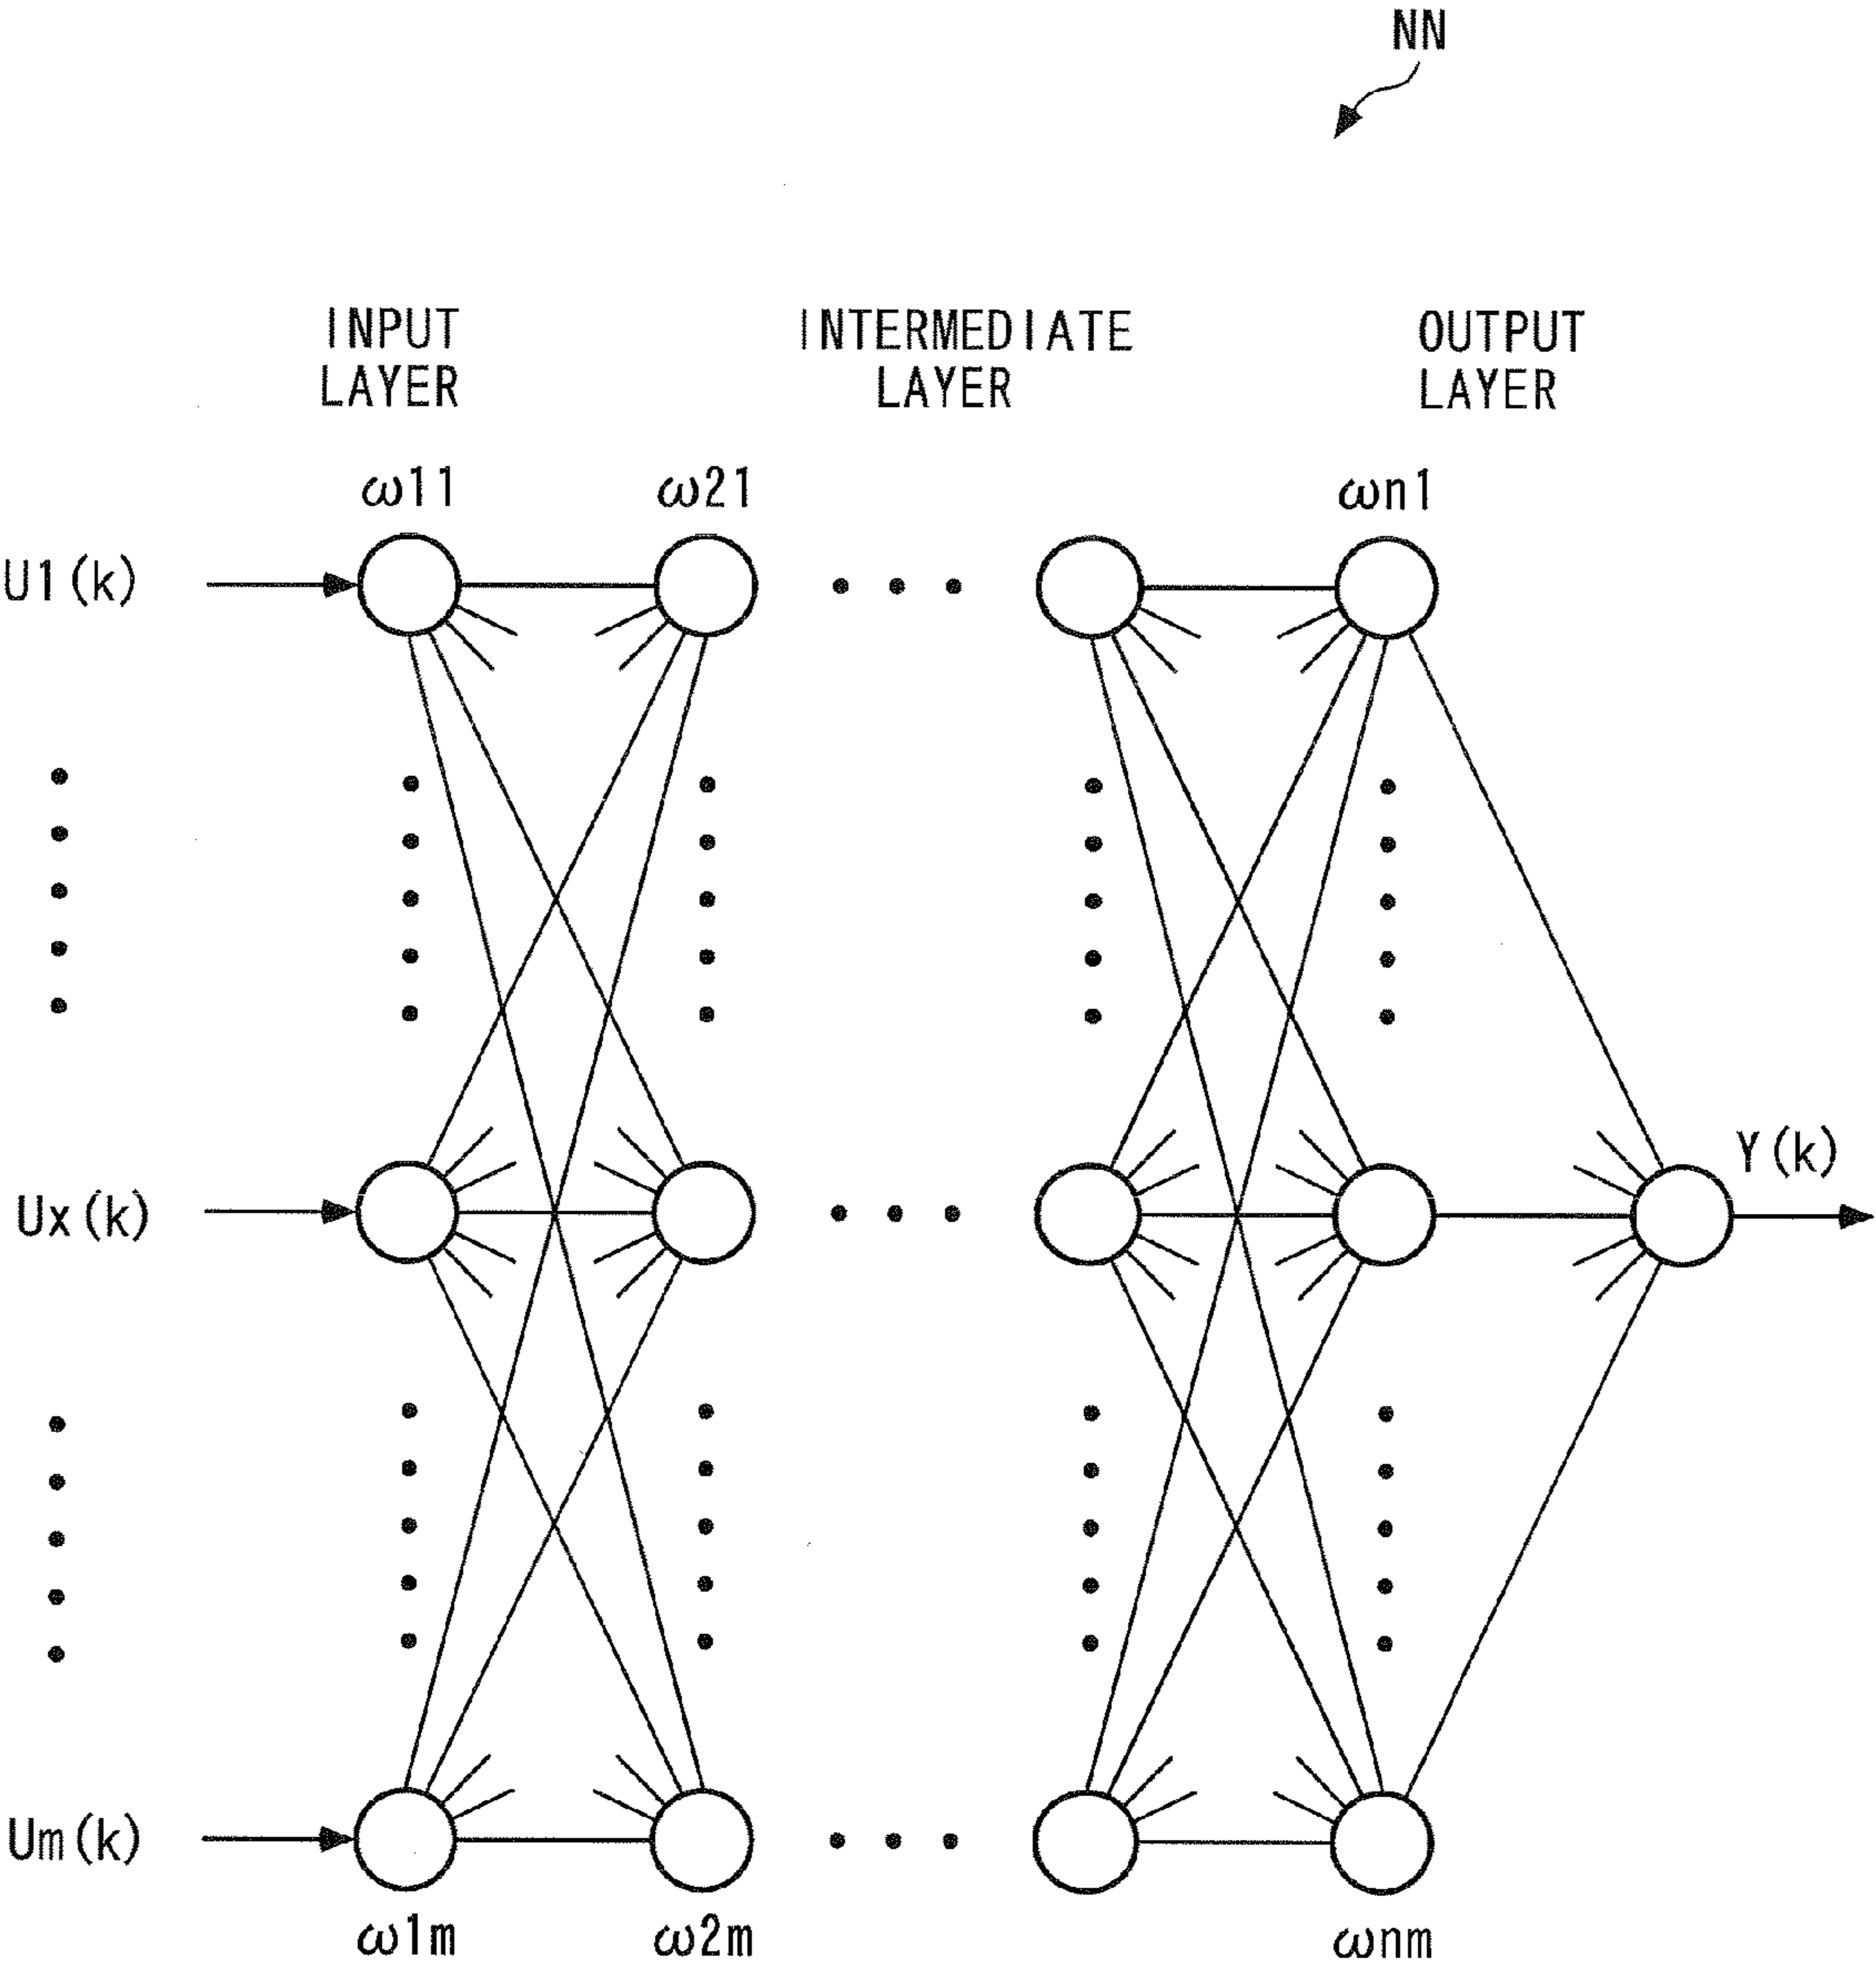 NN
INPUT
LAYER
INTERMEDIATE
LAYER
OUTPUT
LAYER
ω11
ω21
ωn1
U1(k)
Y(k)
Ux(k)
Um(k)
ω1m
ω2m
ωnm